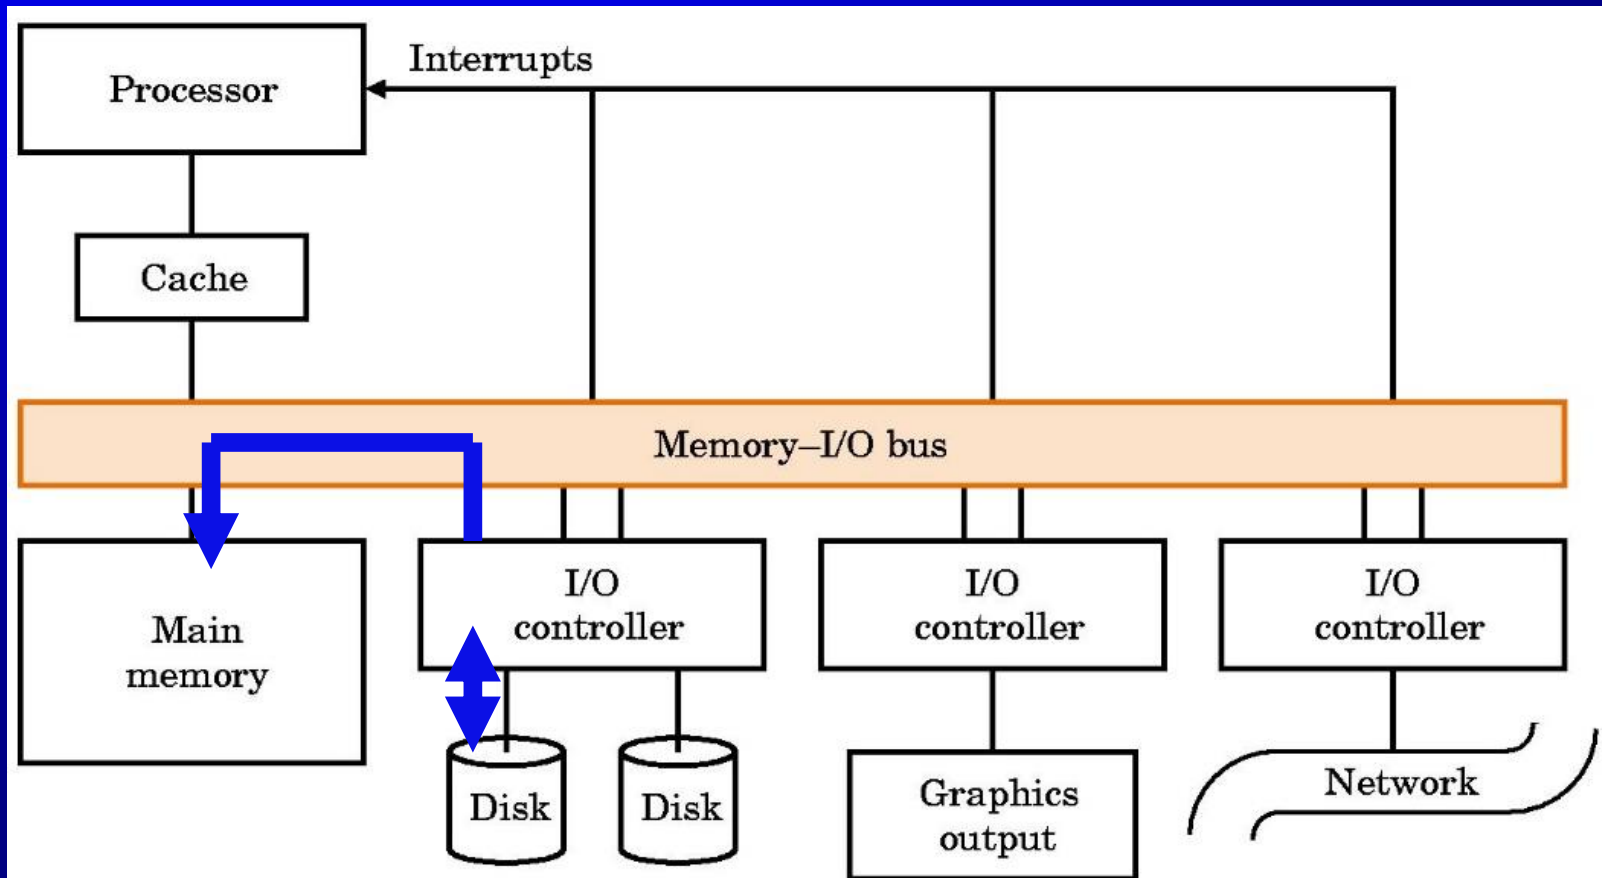 Interrupts
Processor
Cache
Memory–I/O bus
Main
memory
I/O
controller
I/O
controller
I/O
controller
Disk
Disk
Graphics
output
Network